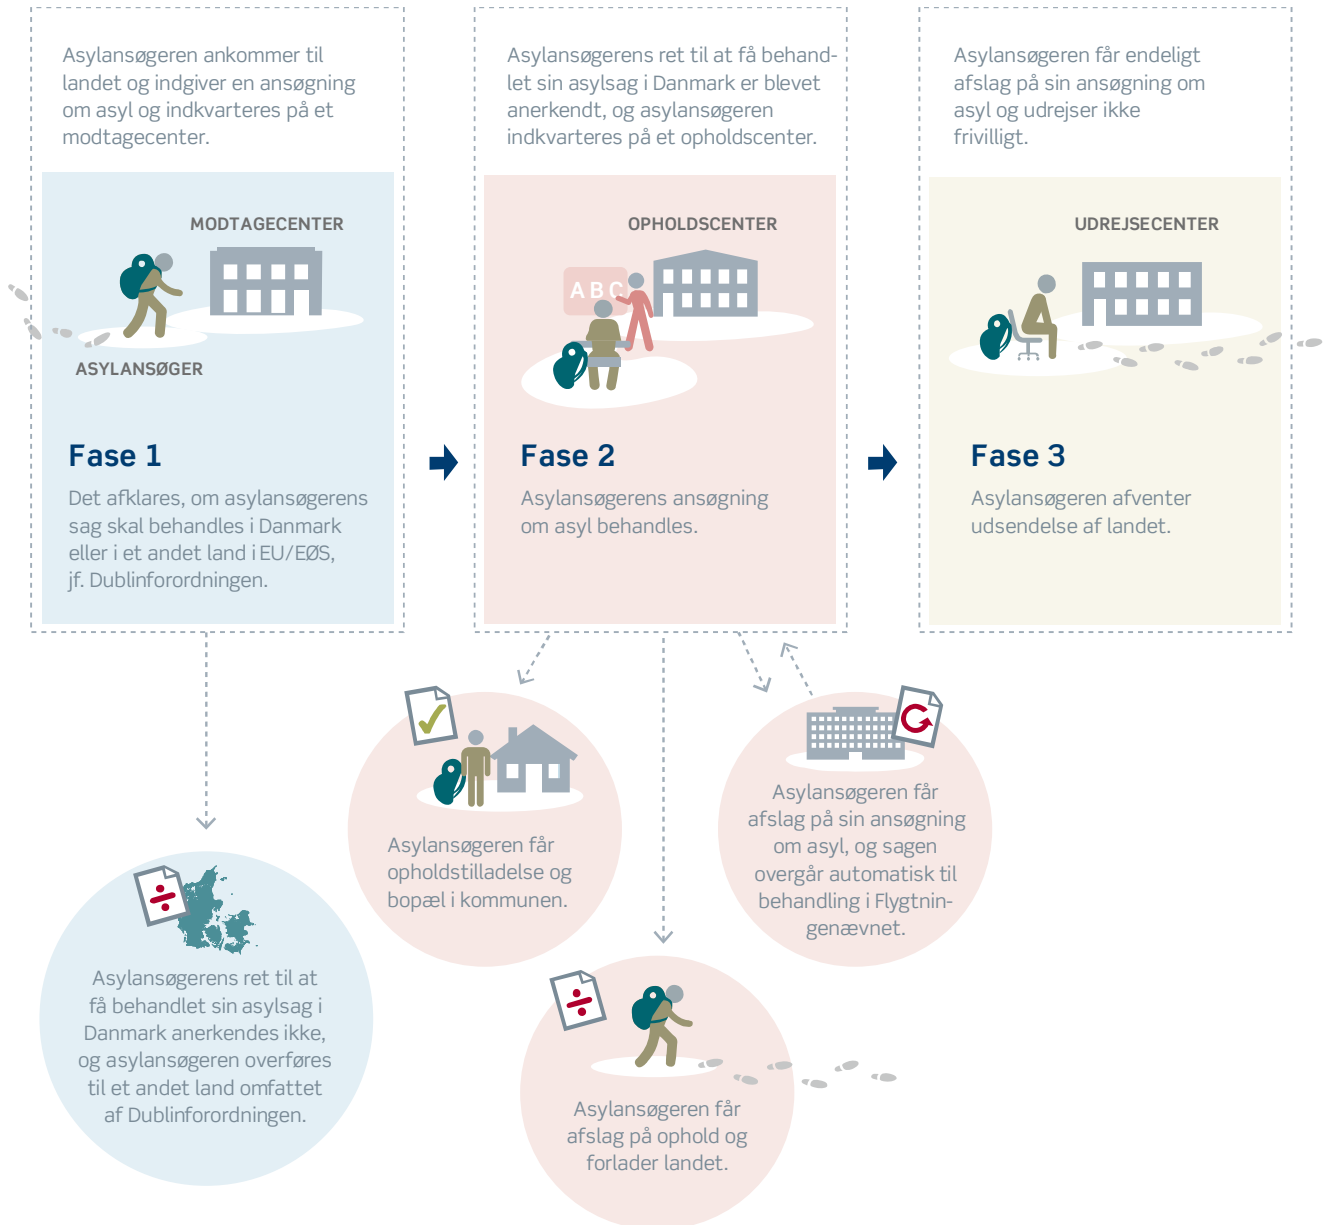 Asylansøgeren ankommer til
landet og indgiver en ansøgning
om asyl og indkvarteres på et
modtagecenter.
MODTAGECENTER
ASYLANSØGER
Fase 1
Det afklares, om asylansøgerens
sag skal behandles i Danmark
eller i et andet land i EU/EØS,
jf. Dublinforordningen.
Asylansøgerens ret til at få behand-
let sin asylsag i Danmark er blevet
anerkendt, og asylansøgeren
indkvarteres på et opholdscenter.
OPHOLDSCENTER
ABC
Fase 2
Asylansøgerens ansøgning
om asyl behandles.
Asylansøgeren får endeligt
afslag på sin ansøgning om
asyl og udrejser ikke
frivilligt.
UDREJSECENTER
Fase 3
Asylansøgeren afventer
udsendelse af landet.
Asylansøgerens ret til at
få behandlet sin asylsag i
Danmark anerkendes ikke,
og asylansøgeren overføres
til et andet land omfattet
af Dublinforordningen.
Asylansøgeren får
opholdstilladelse og
bopæl i kommunen.
Asylansøgeren får
afslag på ophold og
forlader landet.
Asylansøgeren får
afslag på sin ansøgning
om asyl, og sagen
overgår automatisk til
behandling i Flygtnin-
genævnet.